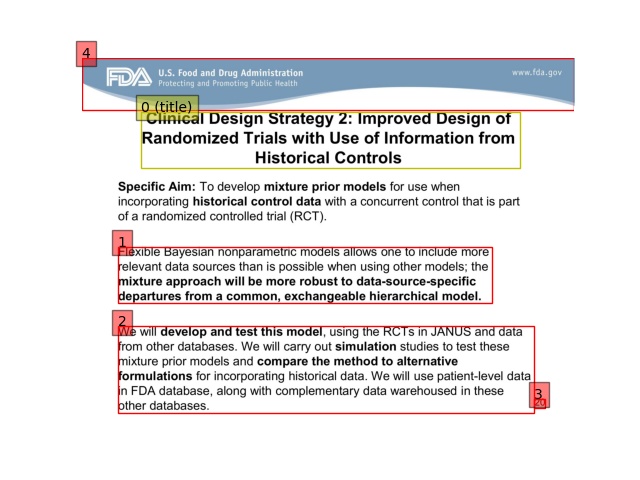 4
FDA U.S. Food and Drug Administration
Protecting and Promoting Public Health
www.fda.gov
0 (title)
Clinical Design Strategy 2: Improved Design of
Randomized Trials with Use of Information from
Historical Controls
Specific Aim: To develop mixture prior models for use when
incorporating historical control data with a concurrent control that is part
of a randomized controlled trial (RCT).
1
Flexible Bayesian nonparametric models allows one to include more
relevant data sources than is possible when using other models; the
mixture approach will be more robust to data-source-specific
departures from a common, exchangeable hierarchical model.
2
We will develop and test this model, using the RCTs in JANUS and data
from other databases. We will carry out simulation studies to test these
mixture prior models and compare the method to alternative
formulations for incorporating historical data. We will use patient-level data
in FDA database, along with complementary data warehoused in these
other databases.
3
20